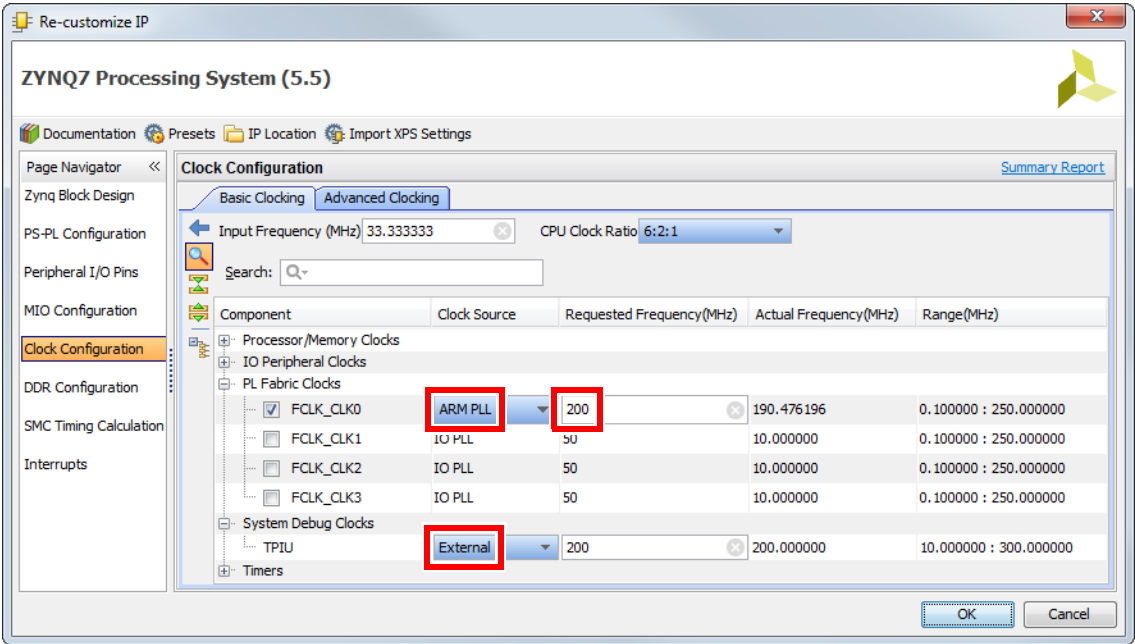 Re-customize IP
ZYNQ7 Processing System (5.5)
Documentation Presets IP Location Import XPS Settings
Page Navigator «
Zynq Block Design
PS-PL Configuration
Peripheral I/O Pins
MIO Configuration
Clock Configuration
DDR Configuration
SMC Timing Calculation
Interrupts
Clock Configuration Summary Report
Basic Clocking Advanced Clocking
Input Frequency (MHz) 33.333333 CPU Clock Ratio 6:2:1
Search:
Component Clock Source Requested Frequency(MHz) Actual Frequency(MHz) Range(MHz)
Processor/Memory Clocks
IO Peripheral Clocks
PL Fabric Clocks
FCLK_CLK0 ARM PLL 200 190.476196 0.100000 : 250.000000
FCLK_CLK1 IO PLL 50 10.000000 0.100000 : 250.000000
FCLK_CLK2 IO PLL 50 10.000000 0.100000 : 250.000000
FCLK_CLK3 IO PLL 50 10.000000 0.100000 : 250.000000
System Debug Clocks
TPIU External 200 200.000000 10.000000 : 300.000000
Timers
OK Cancel